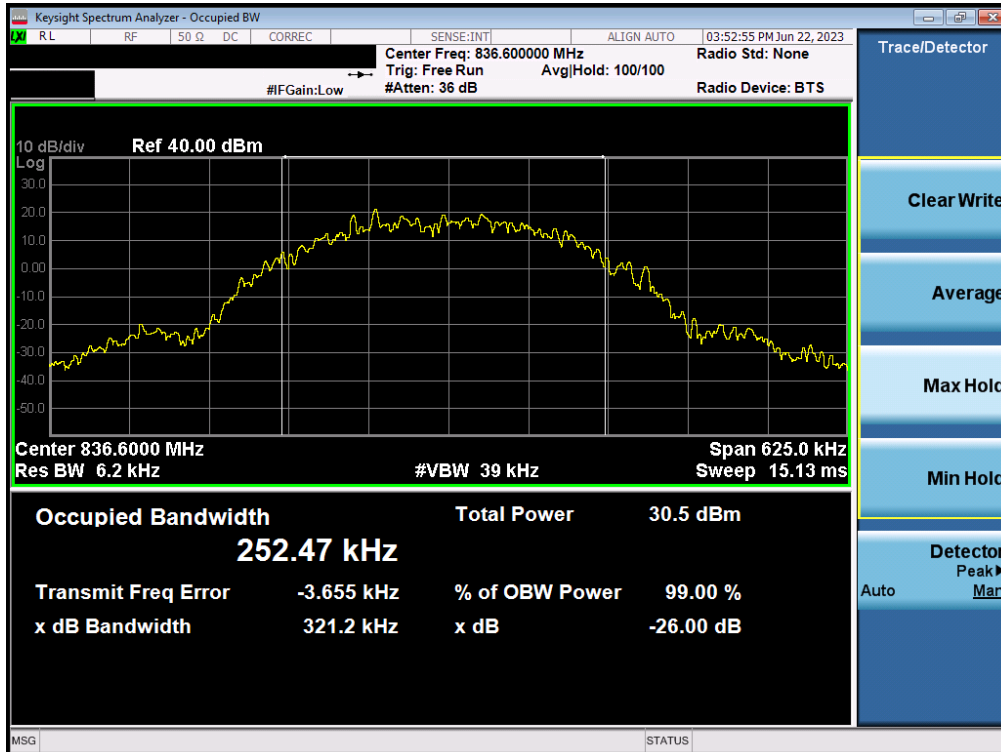 Keysight Spectrum Analyzer - Occupied BW
LXI RL RF 50 Ω DC CORREC SENSE:INT ALIGN AUTO 03:52:55 PM Jun 22, 2023
Center Freq: 836.600000 MHz Radio Std: None
Trig: Free Run Avg|Hold: 100/100
#IFGain:Low #Atten: 36 dB Radio Device: BTS
10 dB/div Ref 40.00 dBm
Log
30.0
20.0
10.0
0.00
-10.0
-20.0
-30.0
-40.0
-50.0
Center 836.6000 MHz Span 625.0 kHz
Res BW 6.2 kHz #VBW 39 kHz Sweep 15.13 ms
Occupied Bandwidth Total Power 30.5 dBm
252.47 kHz
Transmit Freq Error -3.655 kHz % of OBW Power 99.00 %
x dB Bandwidth 321.2 kHz x dB -26.00 dB
MSG STATUS
Trace/Detector
Clear Write
Average
Max Hold
Min Hold
Detector
Peak
Auto Man